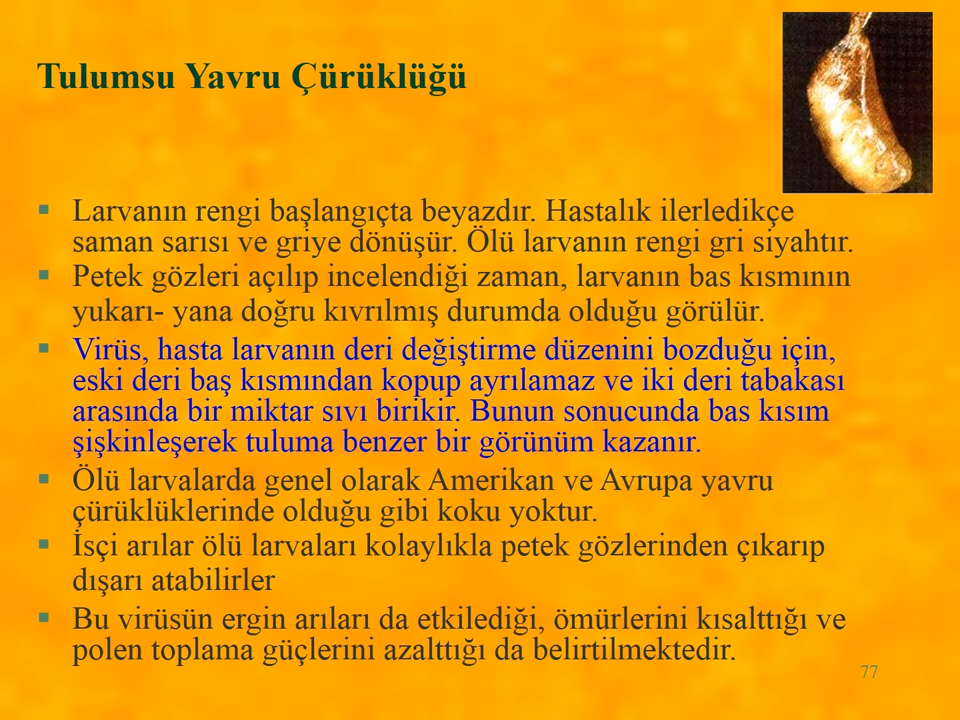 Tulumsu Yavru Çürüklüğü
▪ Larvanın rengi başlangıçta beyazdır. Hastalık ilerledikçe
saman sarısı ve griye dönüşür. Ölü larvanın rengi gri siyahtır.
▪ Petek gözleri açılıp incelendiği zaman, larvanın bas kısmının
yukarı- yana doğru kıvrılmış durumda olduğu görülür.
▪ Virüs, hasta larvanın deri değiştirme düzenini bozduğu için,
eski deri baş kısmından kopup ayrılamaz ve iki deri tabakası
arasında bir miktar sıvı birikir. Bunun sonucunda bas kısım
şişkinleşerek tuluma benzer bir görünüm kazanır.
▪ Ölü larvalarda genel olarak Amerikan ve Avrupa yavru
çürüklüklerinde olduğu gibi koku yoktur.
▪ İsçi arılar ölü larvaları kolaylıkla petek gözlerinden çıkarıp
dışarı atabilirler
▪ Bu virüsün ergin arıları da etkilediği, ömürlerini kısalttığı ve
polen toplama güçlerini azalttığı da belirtilmektedir.
77